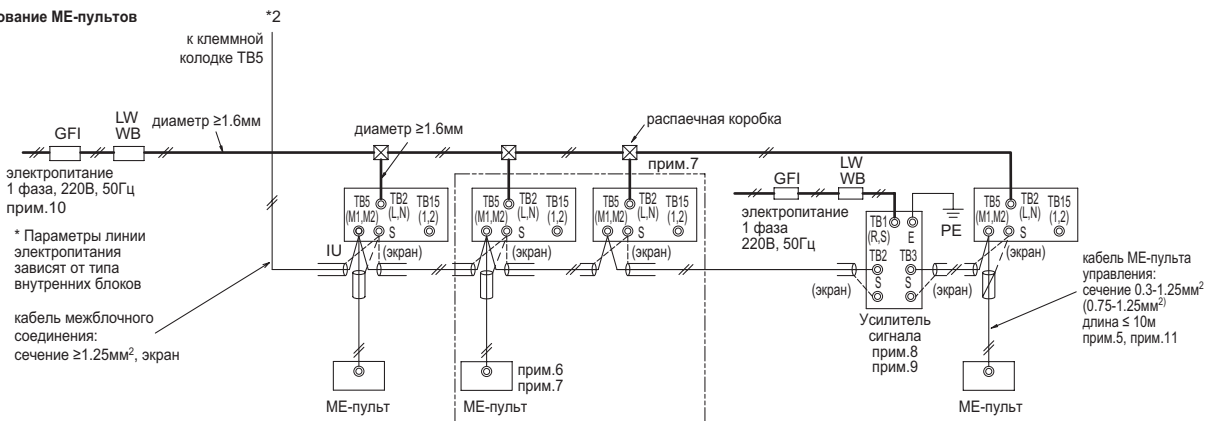 ование ME-пультов
*2
к клеммной
колодке TB5
GFI
LW
WB
диаметр ≥1.6мм
диаметр ≥1.6мм
распаечная коробка
прим.7
электропитание
1 фаза, 220В, 50Гц
прим.10
* Параметры линии
электропитания
зависят от типа
внутренних блоков
кабель межблочного
соединения:
сечение ≥1.25мм², экран
IU
TB5
(M1,M2)
TB2
(L,N)
TB15
(1,2)
S
(экран)
TB5
(M1,M2)
TB2
(L,N)
TB15
(1,2)
S
(экран)
TB5
(M1,M2)
TB2
(L,N)
TB15
(1,2)
S
(экран)
GFI
LW
WB
электропитание
1 фаза
220В, 50Гц
TB1
(R,S)
E
PE
TB2
TB3
S
S
(экран)
(экран)
Усилитель
сигнала
прим.8
прим.9
TB5
(M1,M2)
TB2
(L,N)
TB15
(1,2)
S
(экран)
кабель ME-пульта
управления:
сечение 0.3-1.25мм²
(0.75-1.25мм²)
длина ≤ 10м
прим.5, прим.11
ME-пульт
прим.6
прим.7
ME-пульт
ME-пульт